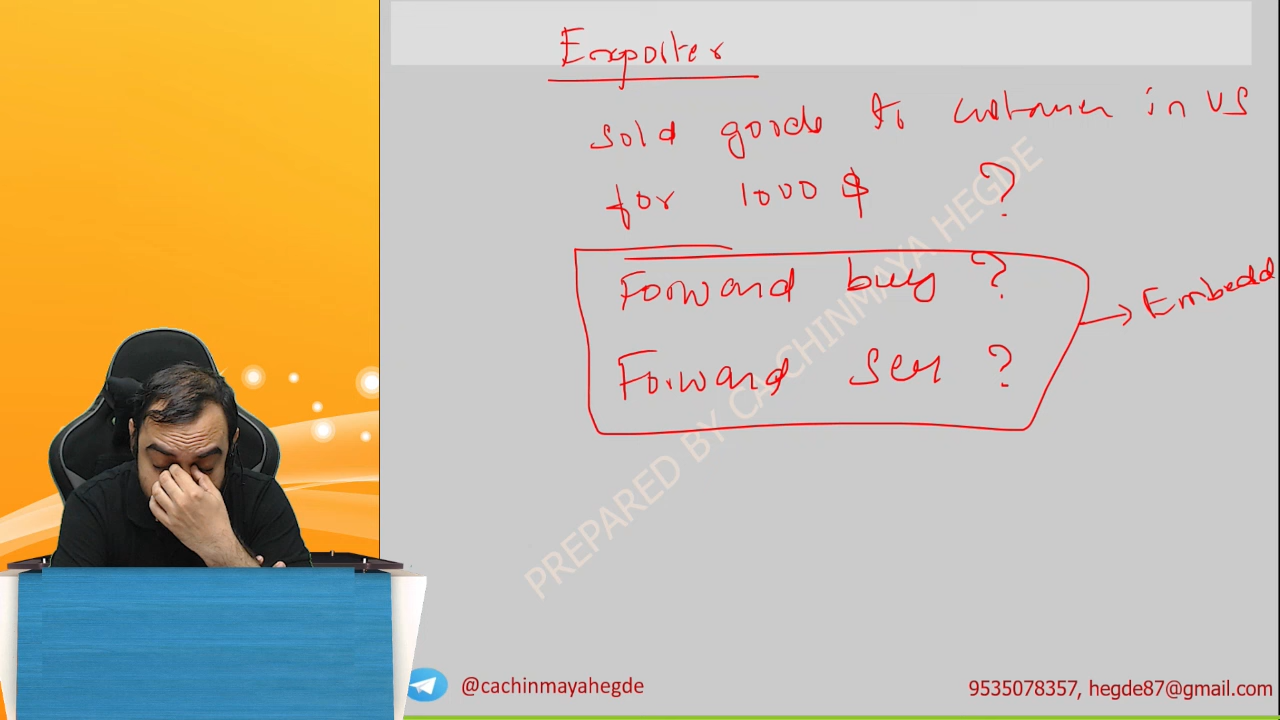 Exporter
sold goods to customer in US
for 1000 $ ?
Forward buy ?
Forward sell ?
→ Embedd
PREPARED BY CA CHINMAYA HEGDE
@cachinmayahegde
9535078357, hegde87@gmail.com